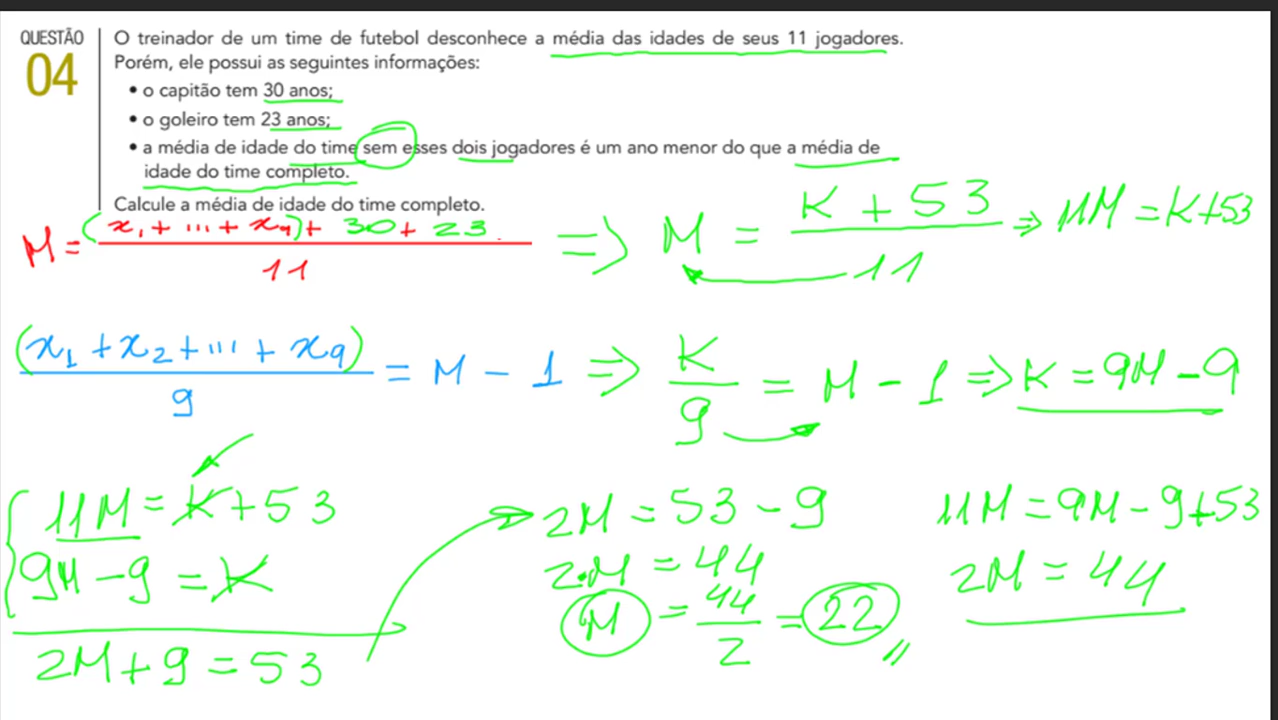 QUESTÃO
04
O treinador de um time de futebol desconhece a média das idades de seus 11 jogadores.
Porém, ele possui as seguintes informações:
• o capitão tem 30 anos;
• o goleiro tem 23 anos;
• a média de idade do time sem esses dois jogadores é um ano menor do que a média de
idade do time completo.
Calcule a média de idade do time completo.
M = (x₁ + ... + x₉) + 30 + 23 / 11 ⇒ M = K + 53 / 11 ⇒ 11M = K + 53
(x₁ + x₂ + ... + x₉) / 9 = M - 1 ⇒ K / 9 = M - 1 ⇒ K = 9M - 9
11M = K + 53
9M - 9 = K
2M + 9 = 53
2M = 53 - 9
2·M = 44
M = 44 / 2 = 22
11M = 9M - 9 + 53
2M = 44